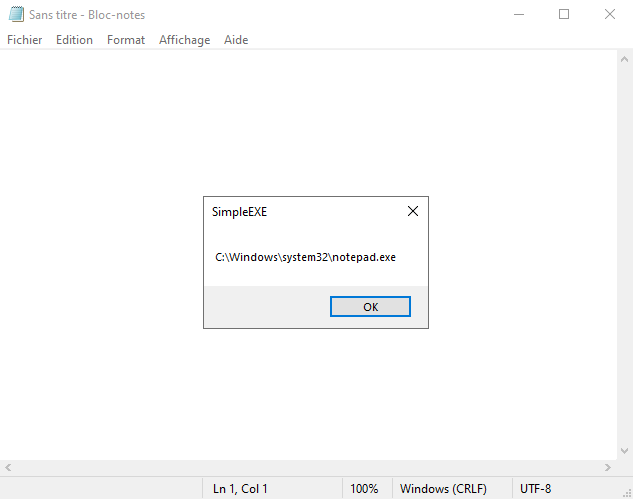 Sans titre - Bloc-notes
Fichier Edition Format Affichage Aide
SimpleEXE
C:\Windows\system32\notepad.exe
OK
Ln 1, Col 1 100% Windows (CRLF) UTF-8